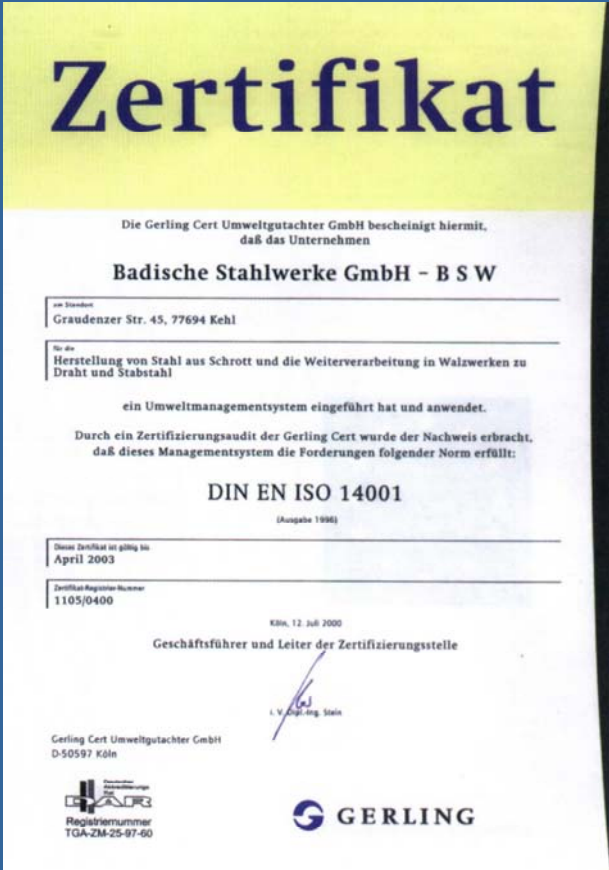 Zertifikat
Die Gerling Cert Umweltgutachter GmbH bescheinigt hiermit,
daß das Unternehmen
Badische Stahlwerke GmbH – B S W
am Standort
Graudenzer Str. 45, 77694 Kehl
für die
Herstellung von Stahl aus Schrott und die Weiterverarbeitung in Walzwerken zu
Draht und Stabstahl
ein Umweltmanagementsystem eingeführt hat und anwendet.
Durch ein Zertifizierungsaudit der Gerling Cert wurde der Nachweis erbracht,
daß dieses Managementsystem die Forderungen folgender Norm erfüllt:
DIN EN ISO 14001
(Ausgabe 1996)
Dieses Zertifikat ist gültig bis
April 2003
Zertifikat-Registrier-Nummer
1105/0400
Köln, 12. Juli 2000
Geschäftsführer und Leiter der Zertifizierungsstelle
i. V. Dipl.-Ing. Stein
Gerling Cert Umweltgutachter GmbH
D-50597 Köln
Deutscher
Akkreditierungs
Rat
DAR
Registriernummer
TGA-ZM-25-97-60
GERLING